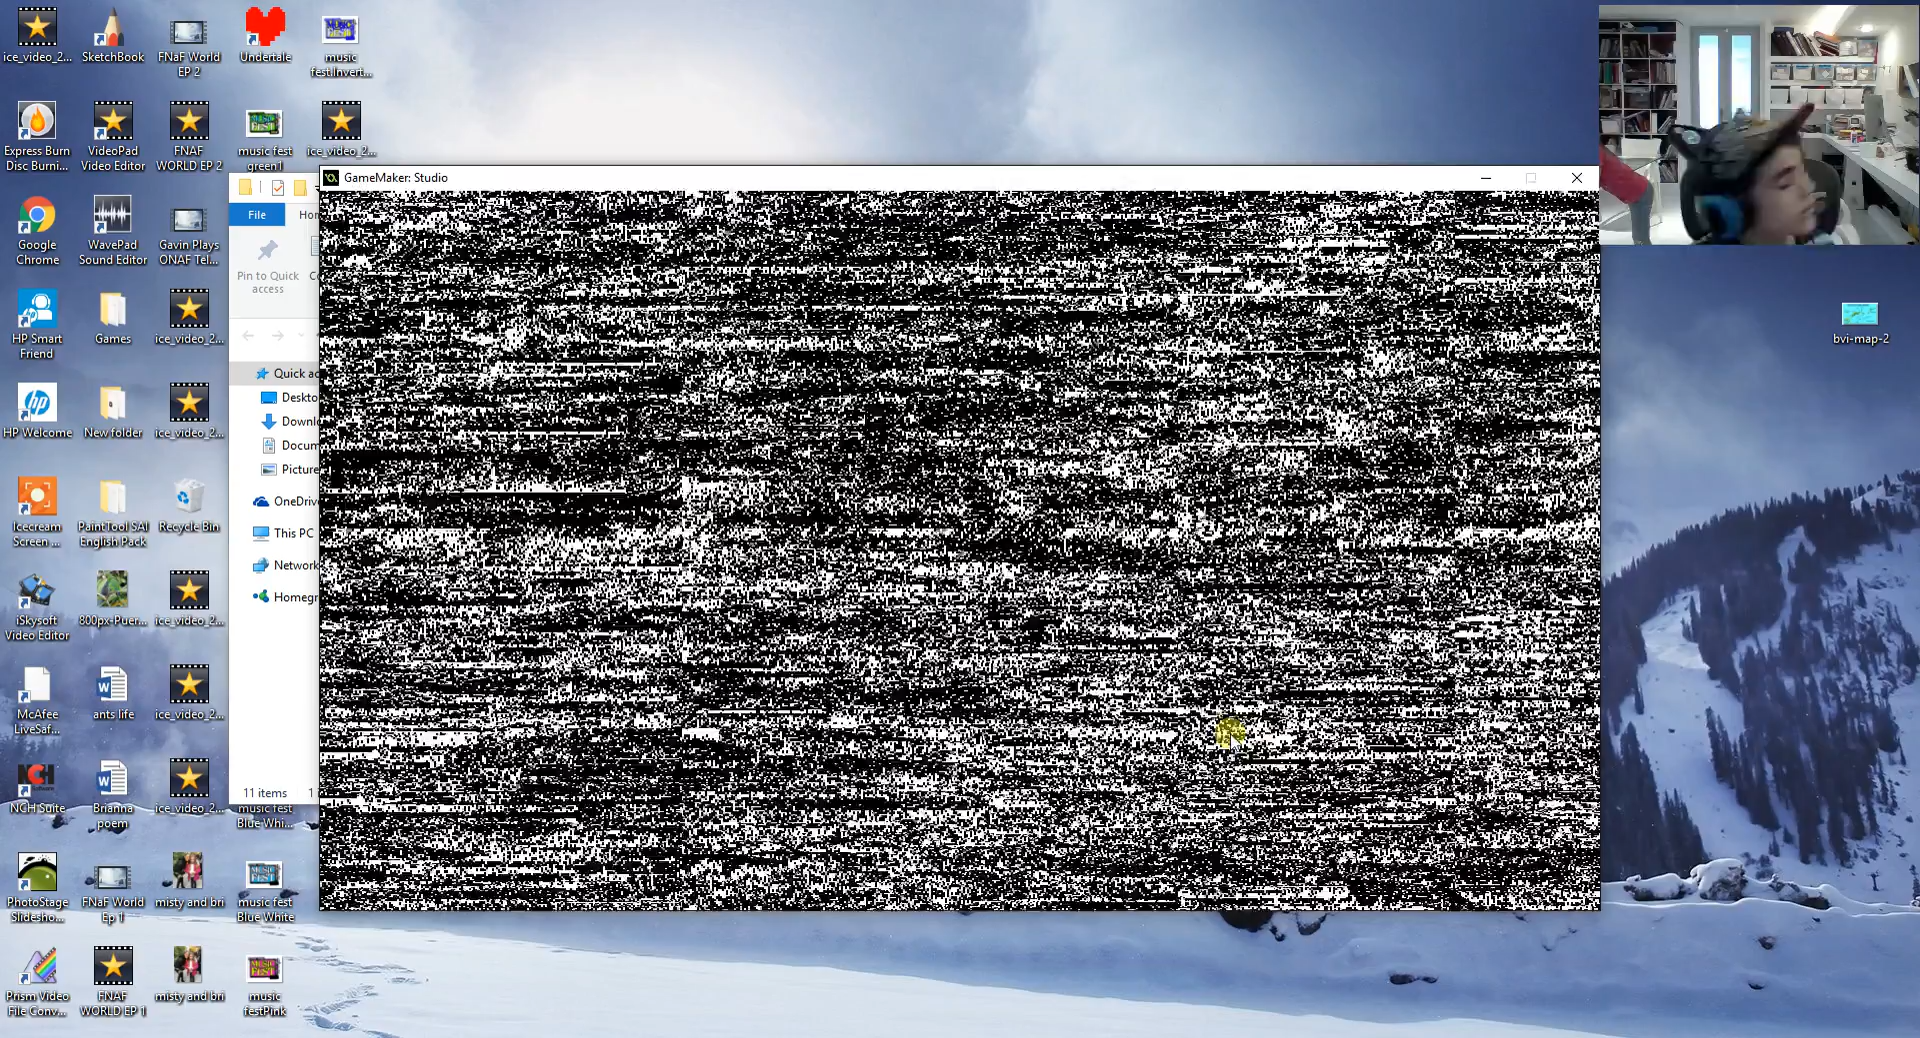 ice_video_2...
SketchBook
FNaF World
EP 2
Undertale
music
festInvert...
Express Burn
Disc Burni...
VideoPad
Video Editor
FNAF
WORLD EP 2
music fest
green1
ice_video_2...
Google
Chrome
WavePad
Sound Editor
Gavin Plays
ONAF Tel...
HP Smart
Friend
Games
ice_video_2...
HP Welcome
New folder
ice_video_2...
Icecream
Screen ...
PaintTool SAI
English Pack
Recycle Bin
iSkysoft
Video Editor
800px-Puer...
ice_video_2...
McAfee
LiveSaf...
ants life
ice_video_2...
NCH Suite
Brianna
poem
ice_video_2...
music fest
Blue Whi...
PhotoStage
Slidesho...
FNaF World
Ep 1
misty and bri
music fest
Blue White
Prism Video
File Conv...
FNAF
WORLD EP 1
misty and bri
music
festPink
File
Hom
Pin to Quick
access
Co
Quick ac
Deskto
Downlo
Docum
Picture
OneDriv
This PC
Network
Homegr
11 items
1
GameMaker: Studio
bvi-map-2